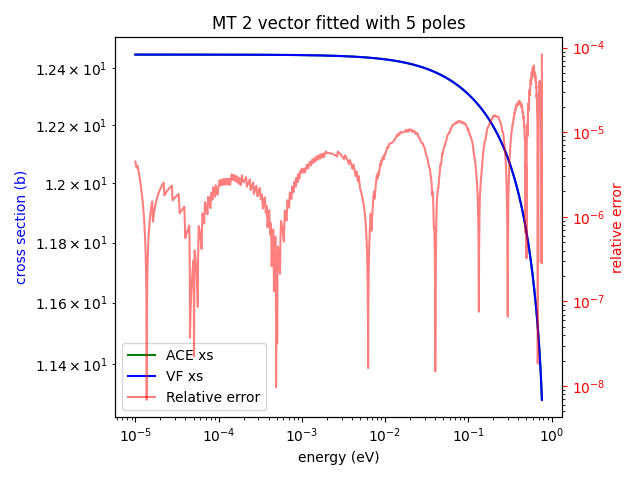 MT 2 vector fitted with 5 poles
cross section (b)
1.24 × 10¹
1.22 × 10¹
1.2 × 10¹
1.18 × 10¹
1.16 × 10¹
1.14 × 10¹
10⁻⁴
10⁻⁵
10⁻⁶
10⁻⁷
10⁻⁸
relative error
ACE xs
VF xs
Relative error
10⁻⁵ 10⁻⁴ 10⁻³ 10⁻² 10⁻¹ 10⁰
energy (eV)